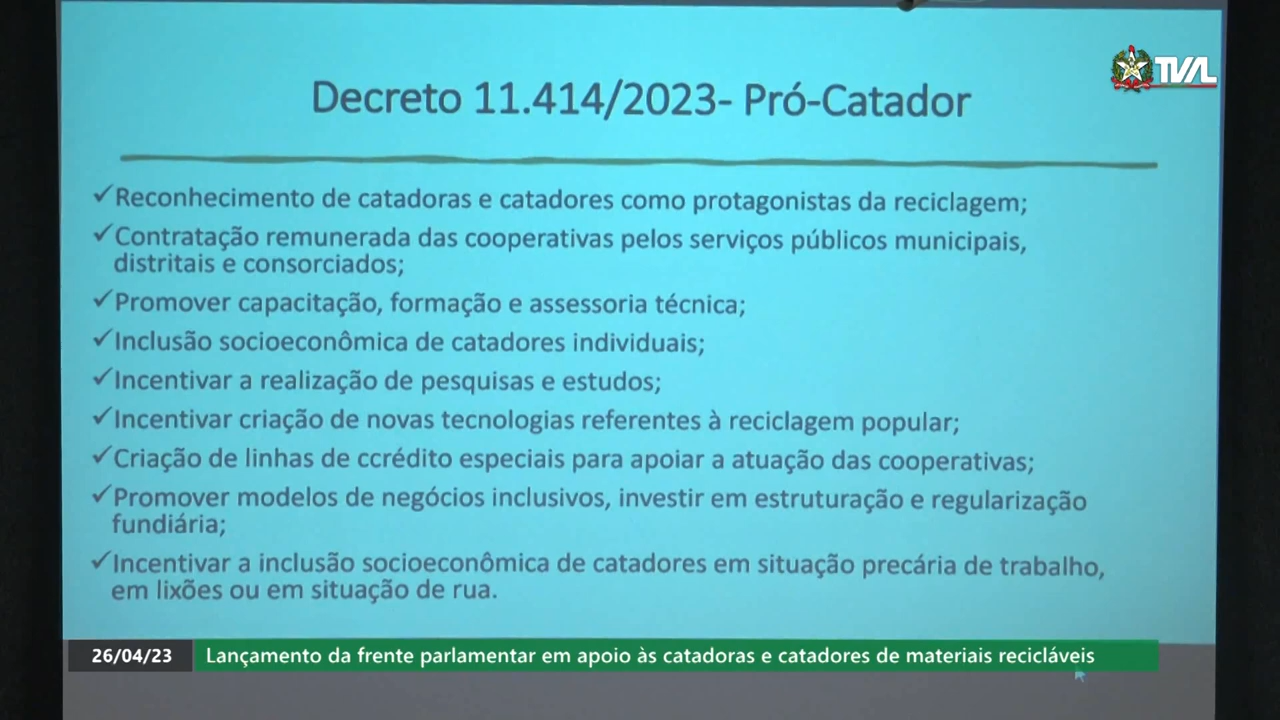 TVAL
Decreto 11.414/2023- Pró-Catador
✓Reconhecimento de catadoras e catadores como protagonistas da reciclagem;
✓Contratação remunerada das cooperativas pelos serviços públicos municipais,
distritais e consorciados;
✓Promover capacitação, formação e assessoria técnica;
✓Inclusão socioeconômica de catadores individuais;
✓Incentivar a realização de pesquisas e estudos;
✓Incentivar criação de novas tecnologias referentes à reciclagem popular;
✓Criação de linhas de ccrédito especiais para apoiar a atuação das cooperativas;
✓Promover modelos de negócios inclusivos, investir em estruturação e regularização
fundiária;
✓Incentivar a inclusão socioeconômica de catadores em situação precária de trabalho,
em lixões ou em situação de rua.
26/04/23 Lançamento da frente parlamentar em apoio às catadoras e catadores de materiais recicláveis